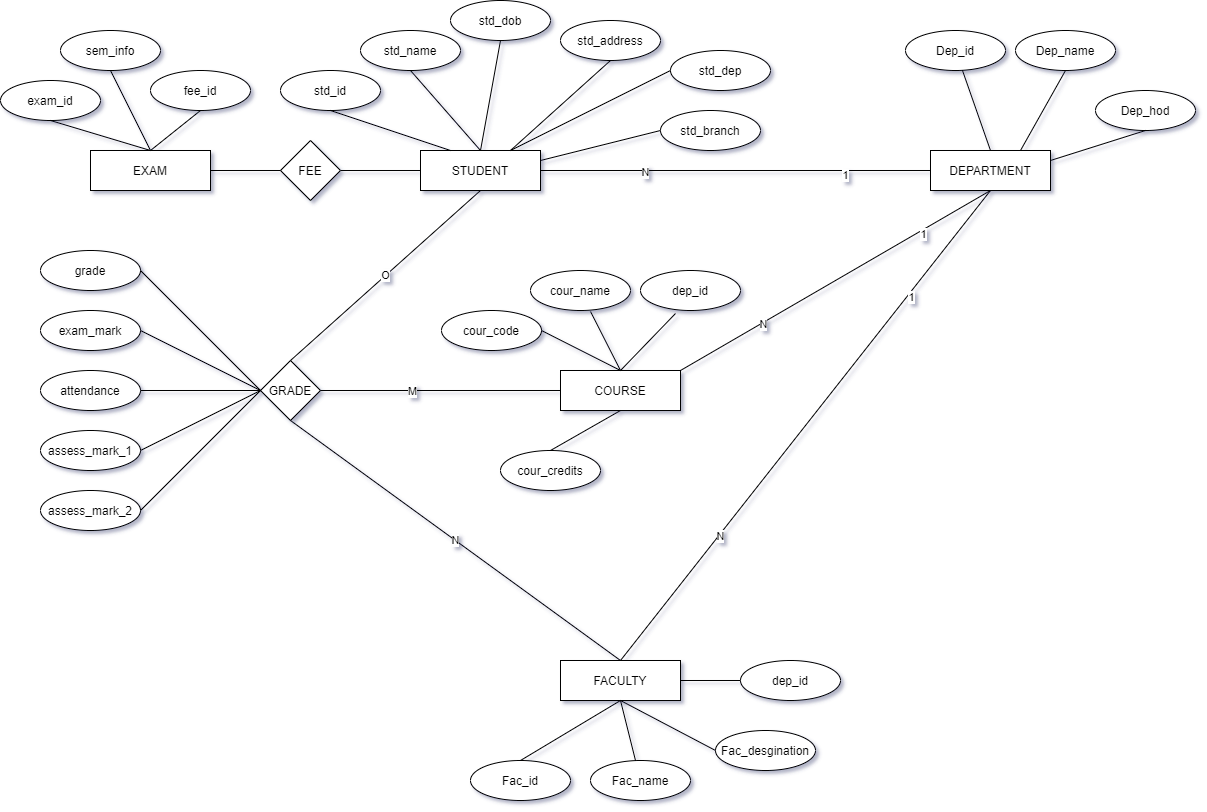 std_dob
sem_info
std_name
std_address
Dep_id
Dep_name
std_dep
exam_id
fee_id
std_id
Dep_hod
std_branch
EXAM
FEE
STUDENT
N
1
DEPARTMENT
1
grade
O
cour_name
dep_id
1
exam_mark
cour_code
N
attendance
GRADE
M
COURSE
assess_mark_1
cour_credits
assess_mark_2
N
N
FACULTY
dep_id
Fac_desgination
Fac_id
Fac_name